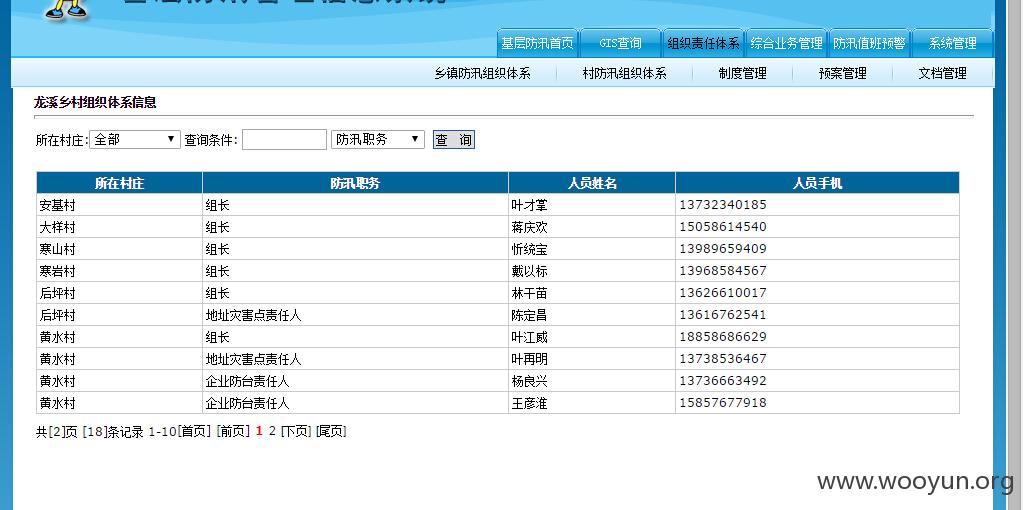 基层防讯首页 GIS查询 组织责任体系 综合业务管理 防汛值班预警 系统管理
乡镇防汛组织体系 村防汛组织体系 制度管理 预案管理 文档管理
龙溪乡村组织体系信息
所在村庄: 全部 查询条件: 防汛职务 查 询
所在村庄 防汛职务 人员姓名 人员手机
安基村 组长 叶才掌 13732340185
大样村 组长 蒋庆欢 15058614540
寒山村 组长 忻统宝 13989659409
寒岩村 组长 戴以标 13968584567
后坪村 组长 林干苗 13626610017
后坪村 地址灾害点责任人 陈定昌 13616762541
黄水村 组长 叶江威 18858686629
黄水村 地址灾害点责任人 叶再明 13738536467
黄水村 企业防台责任人 杨良兴 13736663492
黄水村 企业防台责任人 王彦淮 15857677918
共[2]页 [18]条记录 1-10[首页] [前页] 1 2 [下页] [尾页]
www.wooyun.org